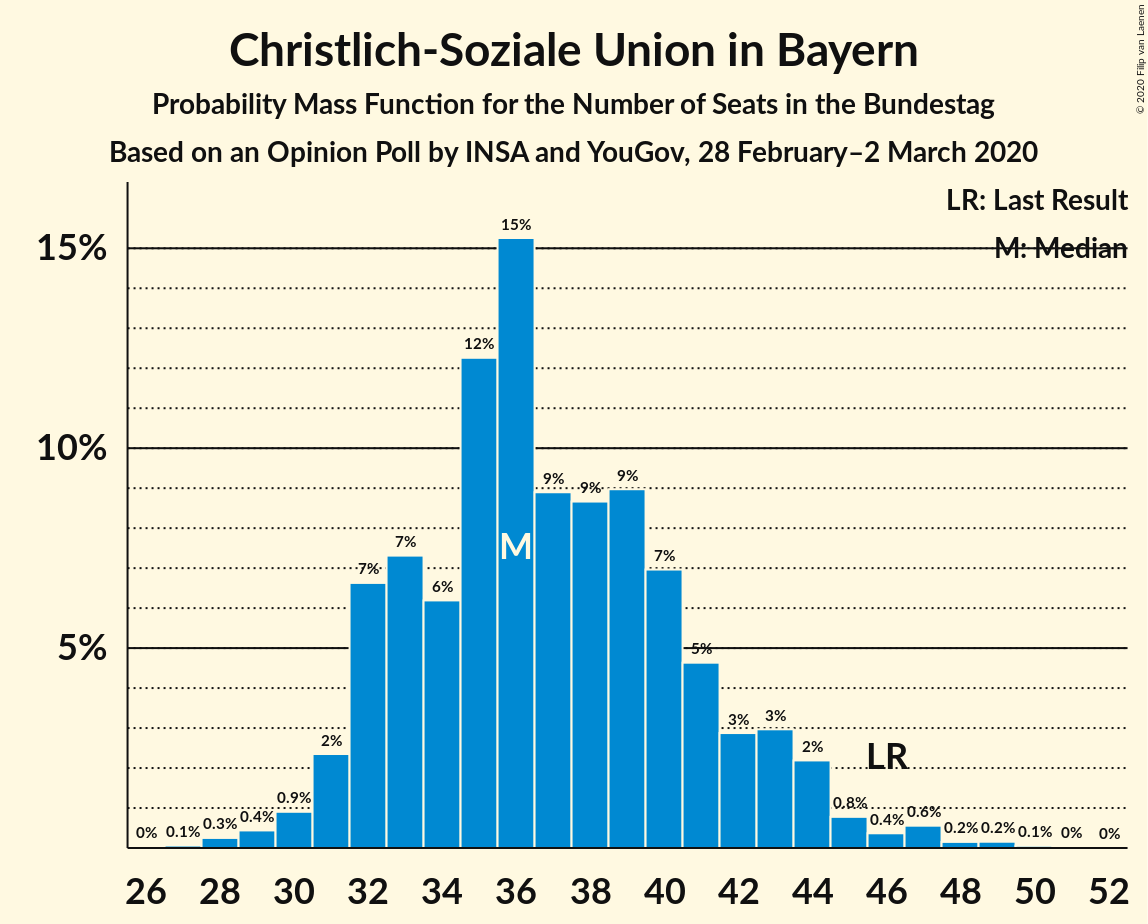 Christlich-Soziale Union in Bayern
Probability Mass Function for the Number of Seats in the Bundestag
Based on an Opinion Poll by INSA and YouGov, 28 February–2 March 2020
© 2020 Filip van Laenen
LR: Last Result
M: Median
15%
10%
5%
0% 0.1% 0.3% 0.4% 0.9% 2% 7% 7% 6% 12% 15% 9% 9% 9% 7% 5% 3% 3% 2% 0.8% 0.4% 0.6% 0.2% 0.2% 0.1% 0% 0%
M
LR
26 28 30 32 34 36 38 40 42 44 46 48 50 52